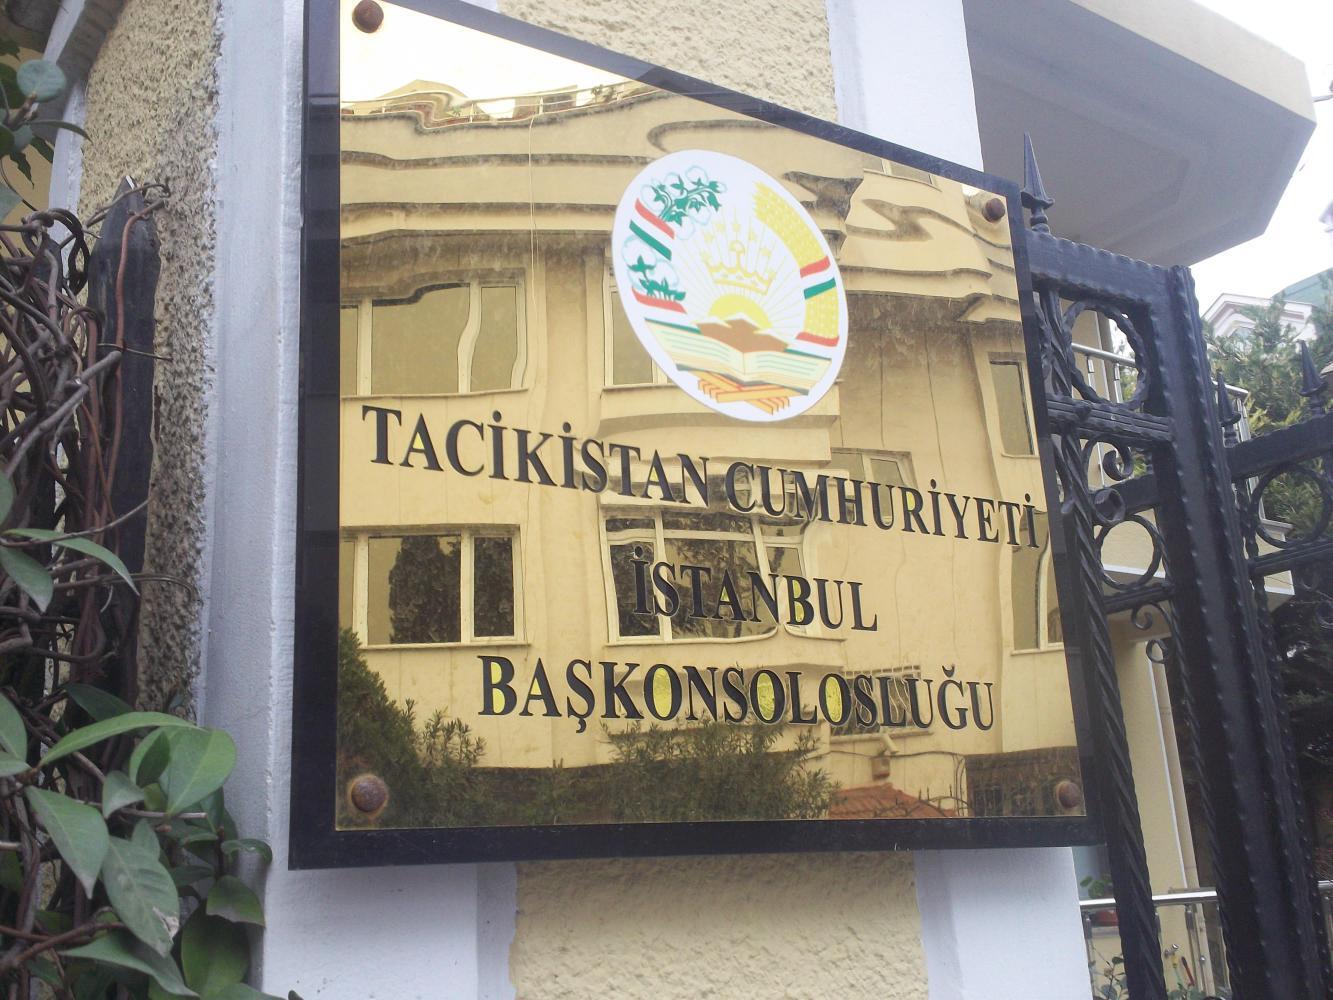 TACİKİSTAN CUMHURİYETİ
İSTANBUL
BAŞKONSOLOSLUĞU